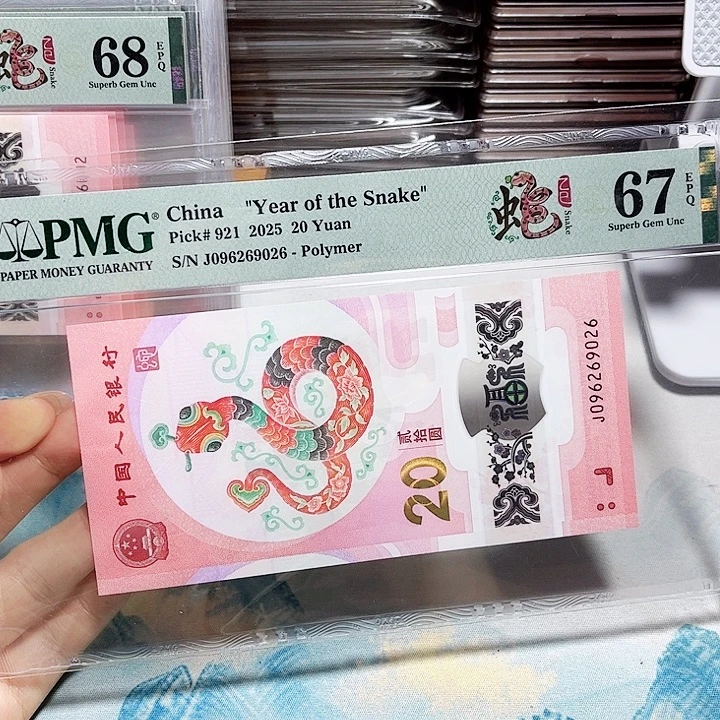 68 EPQ
Superb Gem Unc
Snake
PMG®
PAPER MONEY GUARANTY
China "Year of the Snake"
Pick# 921 2025 20 Yuan
S/N J096269026 - Polymer
蛇
Snake
67 EPQ
Superb Gem Unc
中国人民银行
贰拾圆
20
福
J096269026